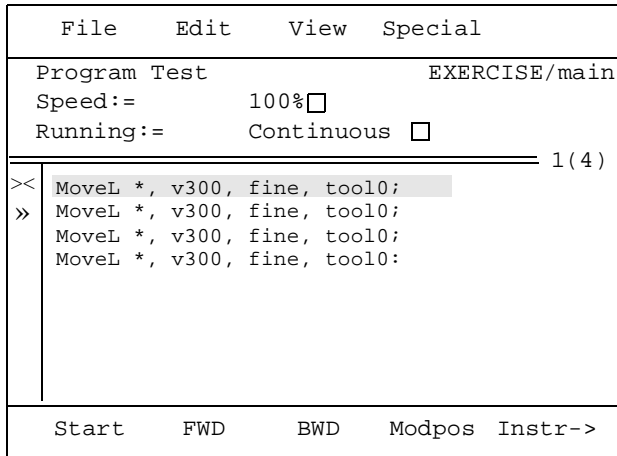 File Edit View Special
Program Test EXERCISE/main
Speed:= 100%
Running:= Continuous
1(4)
>< MoveL *, v300, fine, tool0;
» MoveL *, v300, fine, tool0;
MoveL *, v300, fine, tool0;
MoveL *, v300, fine, tool0:
Start FWD BWD Modpos Instr->